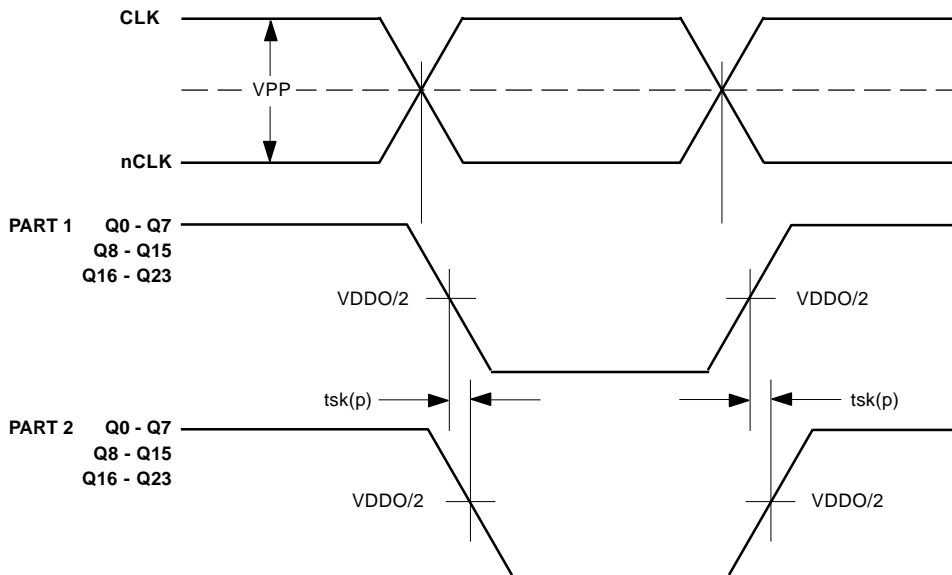 CLK
VPP
nCLK
PART 1 Q0 - Q7
Q8 - Q15
Q16 - Q23
VDDO/2 VDDO/2
tsk(p) tsk(p)
PART 2 Q0 - Q7
Q8 - Q15
Q16 - Q23
VDDO/2 VDDO/2